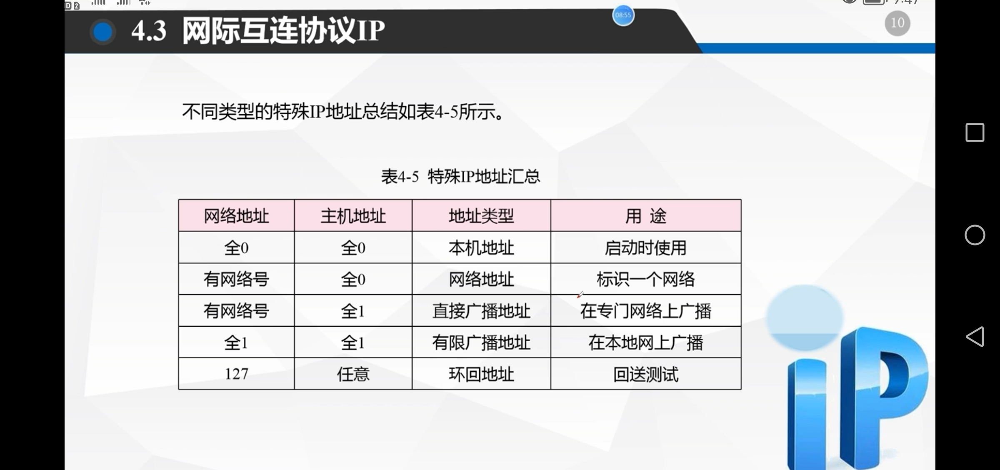 4.3 网际互连协议IP
08:55
10
不同类型的特殊IP地址总结如表4-5所示。
表4-5 特殊IP地址汇总
网络地址 主机地址 地址类型 用 途
全0 全0 本机地址 启动时使用
有网络号 全0 网络地址 标识一个网络
有网络号 全1 直接广播地址 在专门网络上广播
全1 全1 有限广播地址 在本地网上广播
127 任意 环回地址 回送测试
iP